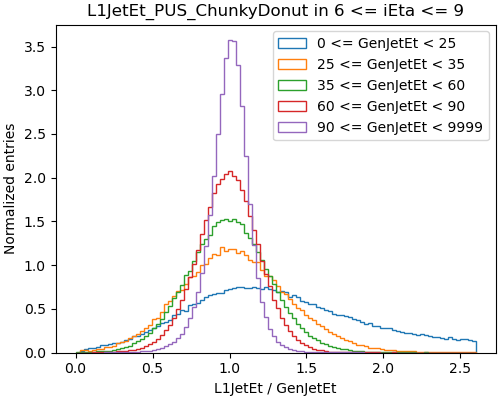 L1JetEt_PUS_ChunkyDonut in 6 <= iEta <= 9
0 <= GenJetEt < 25
25 <= GenJetEt < 35
35 <= GenJetEt < 60
60 <= GenJetEt < 90
90 <= GenJetEt < 9999
Normalized entries
3.5
3.0
2.5
2.0
1.5
1.0
0.5
0.0
0.0 0.5 1.0 1.5 2.0 2.5
L1JetEt / GenJetEt